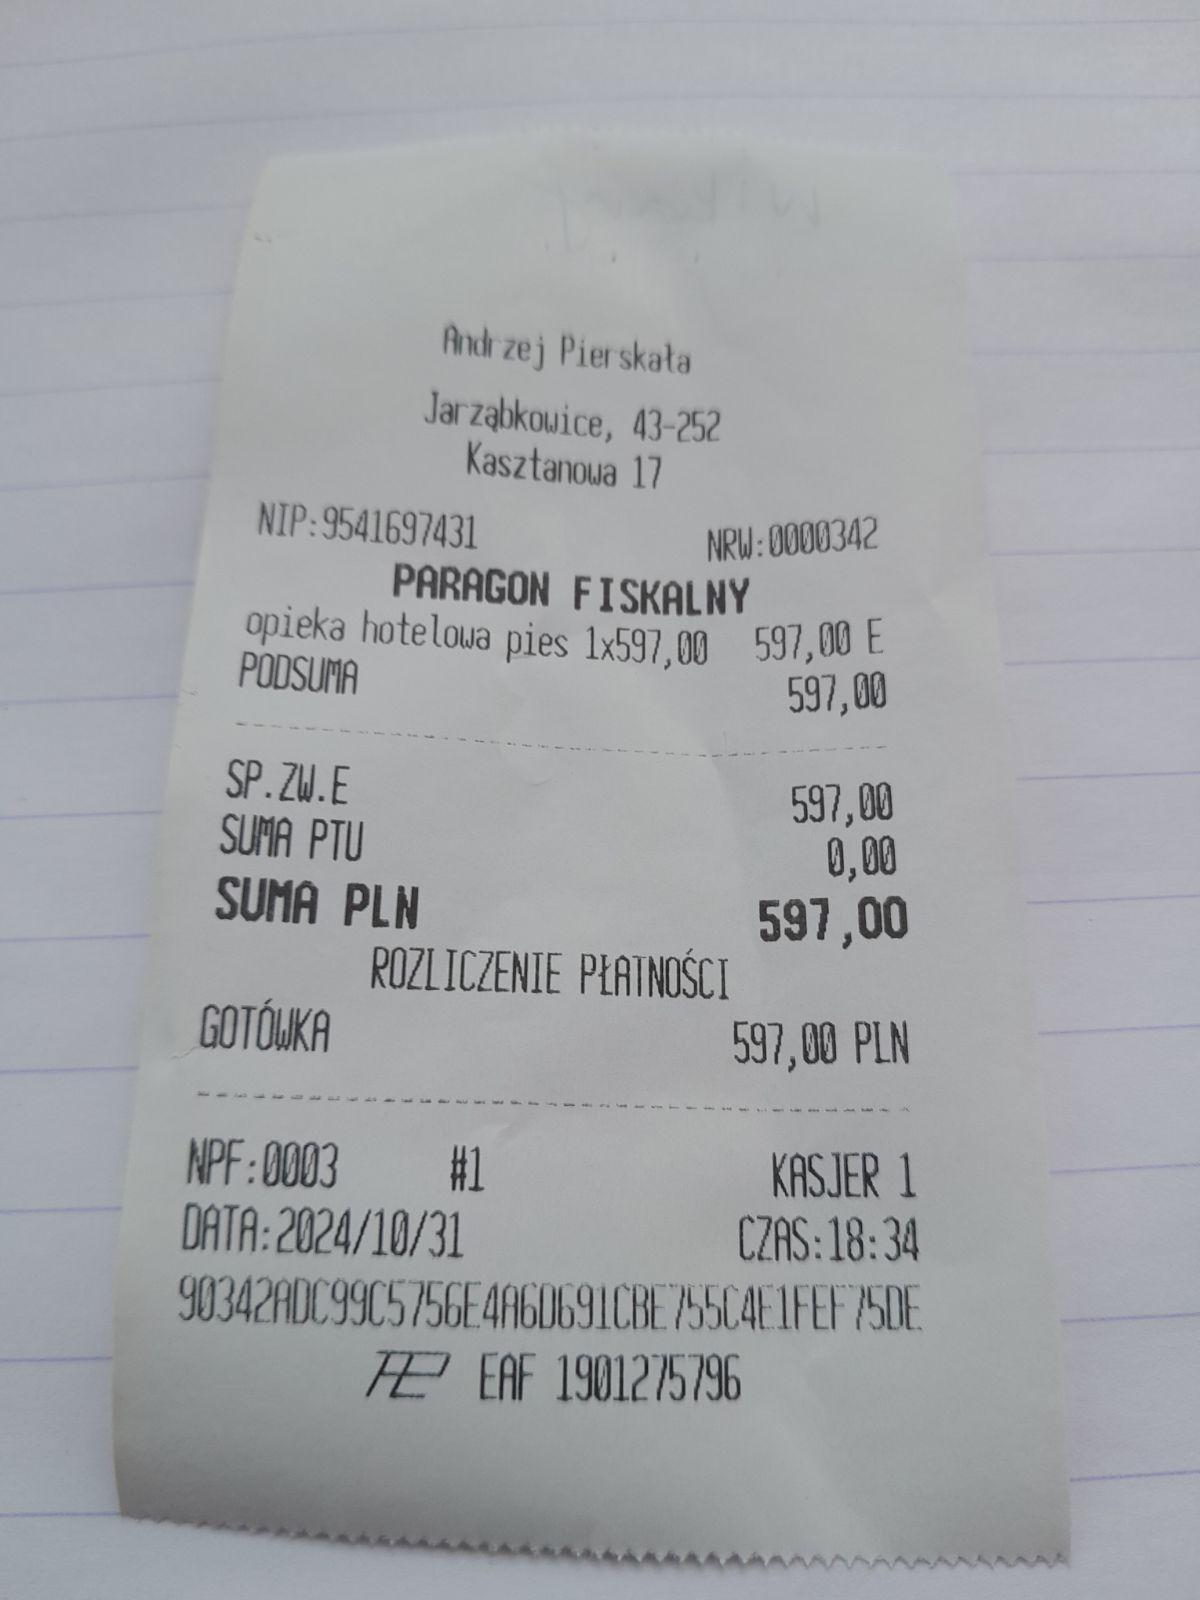 Andrzej Pierskała
Jarząbkowice, 43-252
Kasztanowa 17
NIP:9541697431 NRW:0000342
PARAGON FISKALNY
opieka hotelowa pies 1x597,00 597,00 E
PODSUMA 597,00
SP.ZW.E 597,00
SUMA PTU 0,00
SUMA PLN 597,00
ROZLICZENIE PŁATNOŚCI
GOTÓWKA 597,00 PLN
NPF:0003 #1 KASJER 1
DATA:2024/10/31 CZAS:18:34
90342ADC99C5756E4A6D691CBE755C4E1FEF75DE
EAF 1901275796